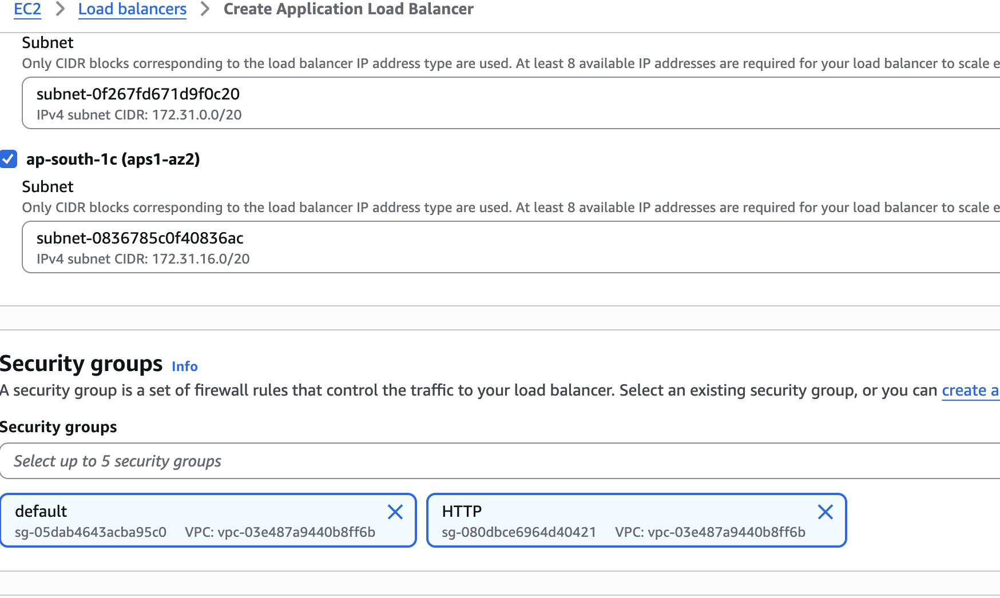 EC2 > Load balancers > Create Application Load Balancer
Subnet
Only CIDR blocks corresponding to the load balancer IP address type are used. At least 8 available IP addresses are required for your load balancer to scale e
subnet-0f267fd671d9f0c20
IPv4 subnet CIDR: 172.31.0.0/20
ap-south-1c (aps1-az2)
Subnet
Only CIDR blocks corresponding to the load balancer IP address type are used. At least 8 available IP addresses are required for your load balancer to scale e
subnet-0836785c0f40836ac
IPv4 subnet CIDR: 172.31.16.0/20
Security groups Info
A security group is a set of firewall rules that control the traffic to your load balancer. Select an existing security group, or you can create a
Security groups
Select up to 5 security groups
default HTTP
sg-05dab4643acba95c0 VPC: vpc-03e487a9440b8ff6b sg-080dbce6964d40421 VPC: vpc-03e487a9440b8ff6b